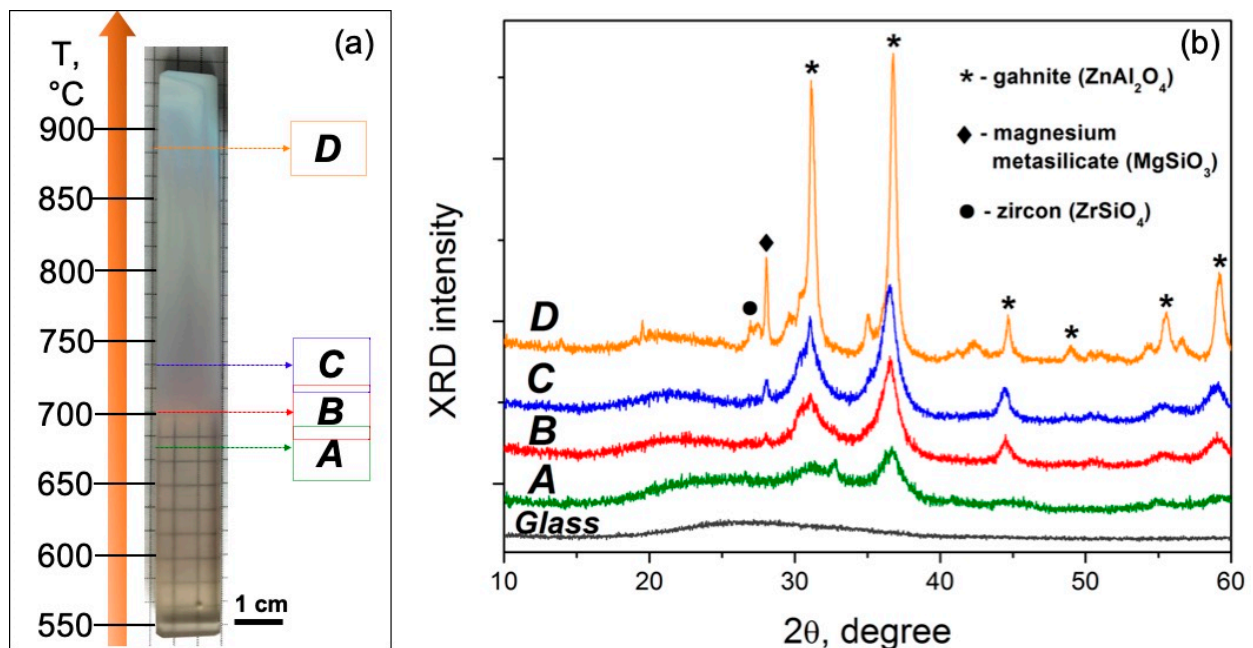 (a)
T,
°C
900
850
800
750
700
650
600
550
D
C
B
A
1 cm
(b)
* - gahnite (ZnAl₂O₄)
♦ - magnesium
metasilicate (MgSiO₃)
● - zircon (ZrSiO₄)
XRD intensity
D
C
B
A
Glass
10 20 30 40 50 60
2θ, degree